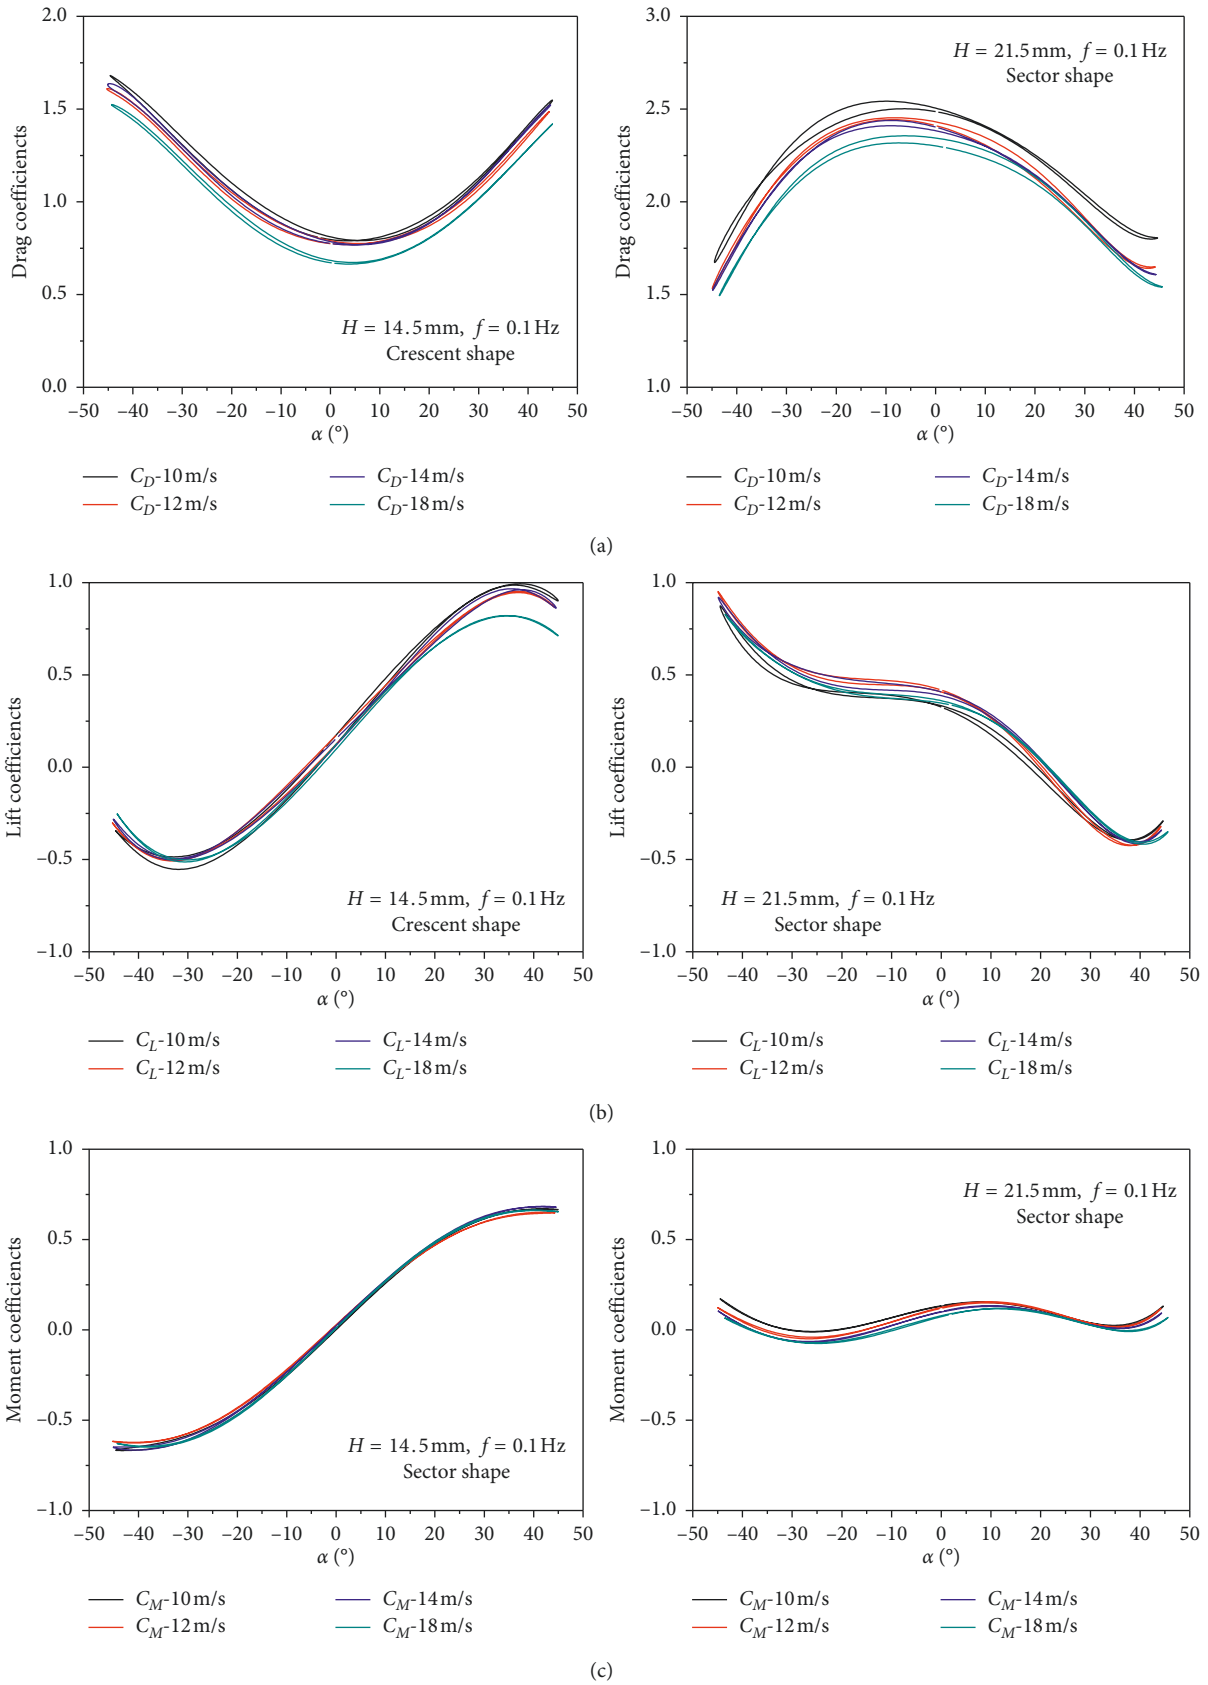 2.0
1.5
1.0
0.5
0.0
Drag coefficiencts
H = 14.5 mm, f = 0.1 Hz
Crescent shape
–50 –40 –30 –20 –10 0 10 20 30 40 50
α (°)
C_D-10 m/s C_D-14 m/s
C_D-12 m/s C_D-18 m/s
3.0
2.5
2.0
1.5
1.0
Drag coefficiencts
H = 21.5 mm, f = 0.1 Hz
Sector shape
–50 –40 –30 –20 –10 0 10 20 30 40 50
α (°)
C_D-10 m/s C_D-14 m/s
C_D-12 m/s C_D-18 m/s
(a)
1.0
0.5
0.0
–0.5
–1.0
Lift coefficiencts
H = 14.5 mm, f = 0.1 Hz
Crescent shape
–50 –40 –30 –20 –10 0 10 20 30 40 50
α (°)
C_L-10 m/s C_L-14 m/s
C_L-12 m/s C_L-18 m/s
1.0
0.5
0.0
–0.5
–1.0
Lift coefficiencts
H = 21.5 mm, f = 0.1 Hz
Sector shape
–50 –40 –30 –20 –10 0 10 20 30 40 50
α (°)
C_L-10 m/s C_L-14 m/s
C_L-12 m/s C_L-18 m/s
(b)
1.0
0.5
0.0
–0.5
–1.0
Moment coefficiencts
H = 14.5 mm, f = 0.1 Hz
Sector shape
–50 –40 –30 –20 –10 0 10 20 30 40 50
α (°)
C_M-10 m/s C_M-14 m/s
C_M-12 m/s C_M-18 m/s
1.0
0.5
0.0
–0.5
–1.0
Moment coefficiencts
H = 21.5 mm, f = 0.1 Hz
Sector shape
–50 –40 –30 –20 –10 0 10 20 30 40 50
α (°)
C_M-10 m/s C_M-14 m/s
C_M-12 m/s C_M-18 m/s
(c)